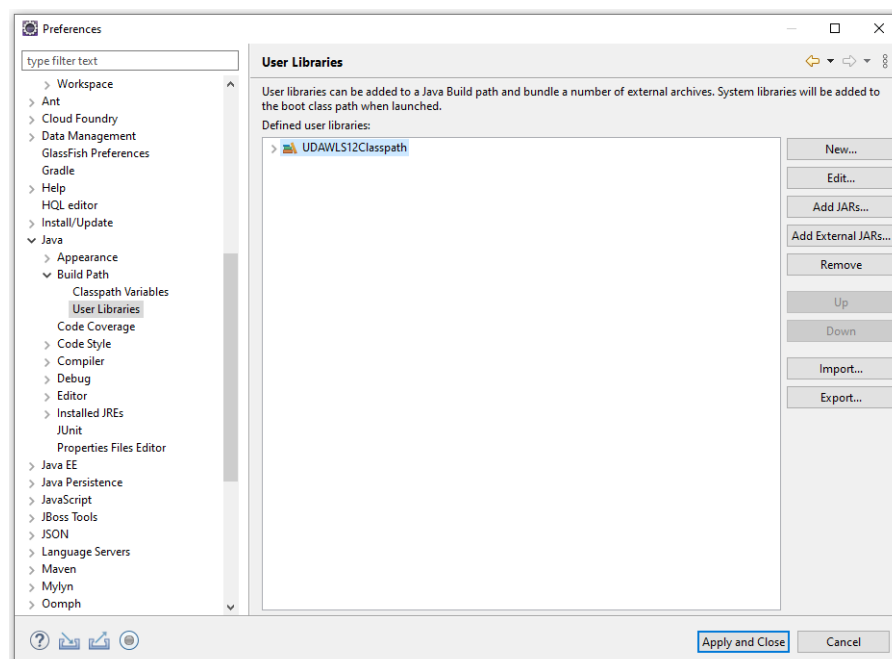 Preferences
type filter text
Workspace
Ant
Cloud Foundry
Data Management
GlassFish Preferences
Gradle
Help
HQL editor
Install/Update
Java
Appearance
Build Path
Classpath Variables
User Libraries
Code Coverage
Code Style
Compiler
Debug
Editor
Installed JREs
JUnit
Properties Files Editor
Java EE
Java Persistence
JavaScript
JBoss Tools
JSON
Language Servers
Maven
Mylyn
Oomph
User Libraries
User libraries can be added to a Java Build path and bundle a number of external archives. System libraries will be added to
the boot class path when launched.
Defined user libraries:
UDAWLS12Classpath
New...
Edit...
Add JARs...
Add External JARs...
Remove
Up
Down
Import...
Export...
Apply and Close
Cancel